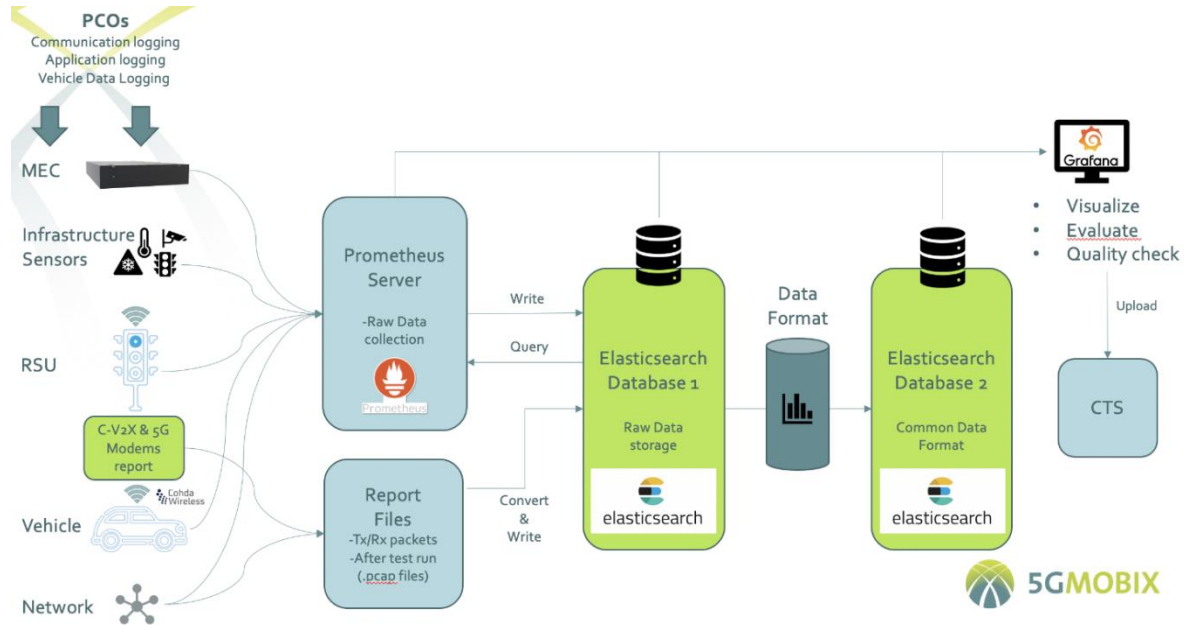 PCOs
Communication logging
Application logging
Vehicle Data Logging
MEC
Infrastructure
Sensors
RSU
C-V2X & 5G
Modems
report
Cohda
Wireless
Vehicle
Network
Prometheus
Server
-Raw Data
collection
Prometheus
Report
Files
-Tx/Rx packets
-After test run
(.pcap files)
Write
Query
Convert
&
Write
Elasticsearch
Database 1
Raw Data
storage
elasticsearch
Data
Format
Elasticsearch
Database 2
Common Data
Format
elasticsearch
Grafana
• Visualize
• Evaluate
• Quality check
Upload
CTS
5GMOBIX